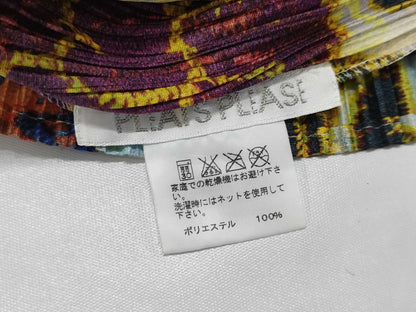 PLEATS PLEASE
30
家庭での乾燥機はお避け下
さい。
洗濯時にはネットを使用して
下さい。
ポリエステル 100%